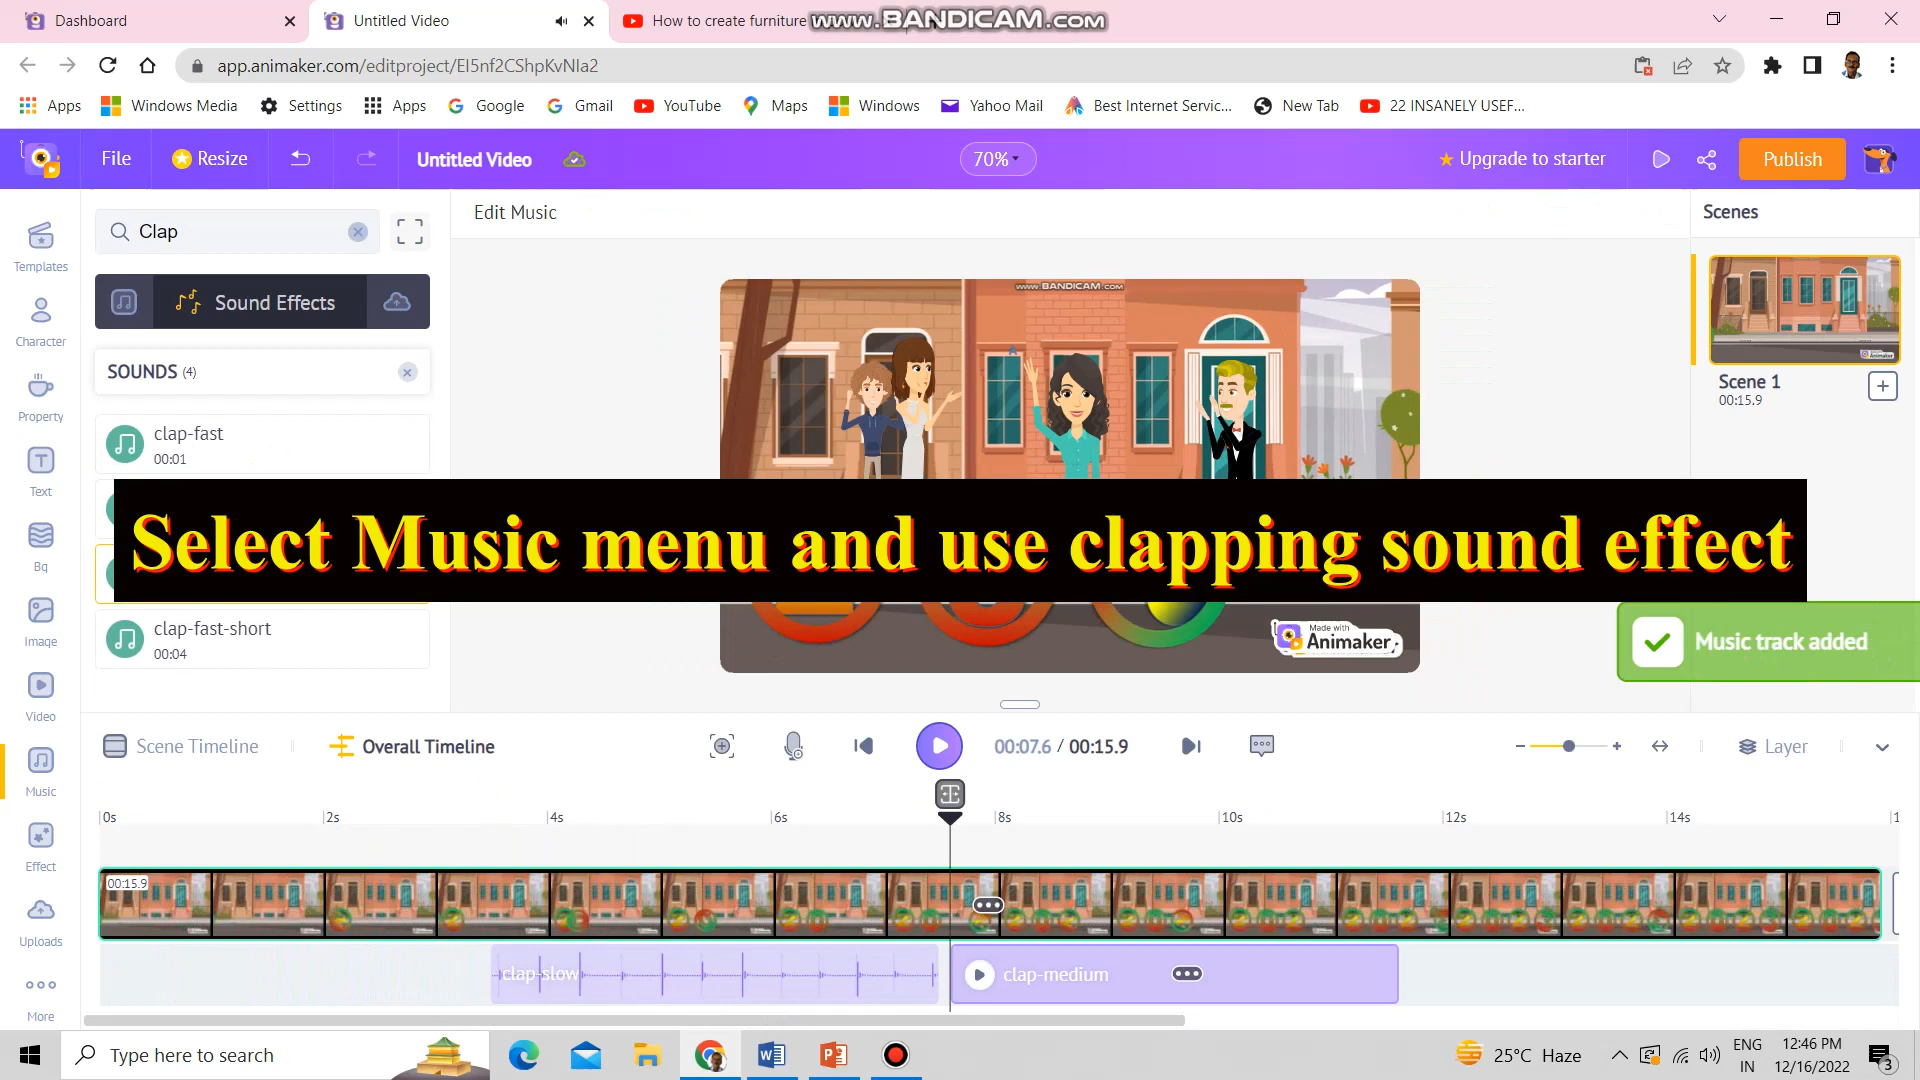 Dashboard
Untitled Video
How to create furniture
www.BANDICAM.com
app.animaker.com/editproject/EI5nf2CShpKvNIa2
Apps
Windows Media
Settings
Apps
Google
Gmail
YouTube
Maps
Windows
Yahoo Mail
Best Internet Servic...
New Tab
22 INSANELY USEF...
File
Resize
Untitled Video
70%
Upgrade to starter
Publish
Templates
Character
Property
Text
Bg
Image
Video
Music
Effect
Uploads
More
Clap
Sound Effects
SOUNDS (4)
clap-fast
00:01
clap-fast-short
00:04
Edit Music
www.BANDICAM.com
Select Music menu and use clapping sound effect
Made with
Animaker
Scenes
Scene 1
00:15.9
Music track added
Scene Timeline
Overall Timeline
00:07.6 / 00:15.9
Layer
0s
2s
4s
6s
8s
10s
12s
14s
00:15.9
clap-slow
clap-medium
Type here to search
25°C Haze
ENG
IN
12:46 PM
12/16/2022
3